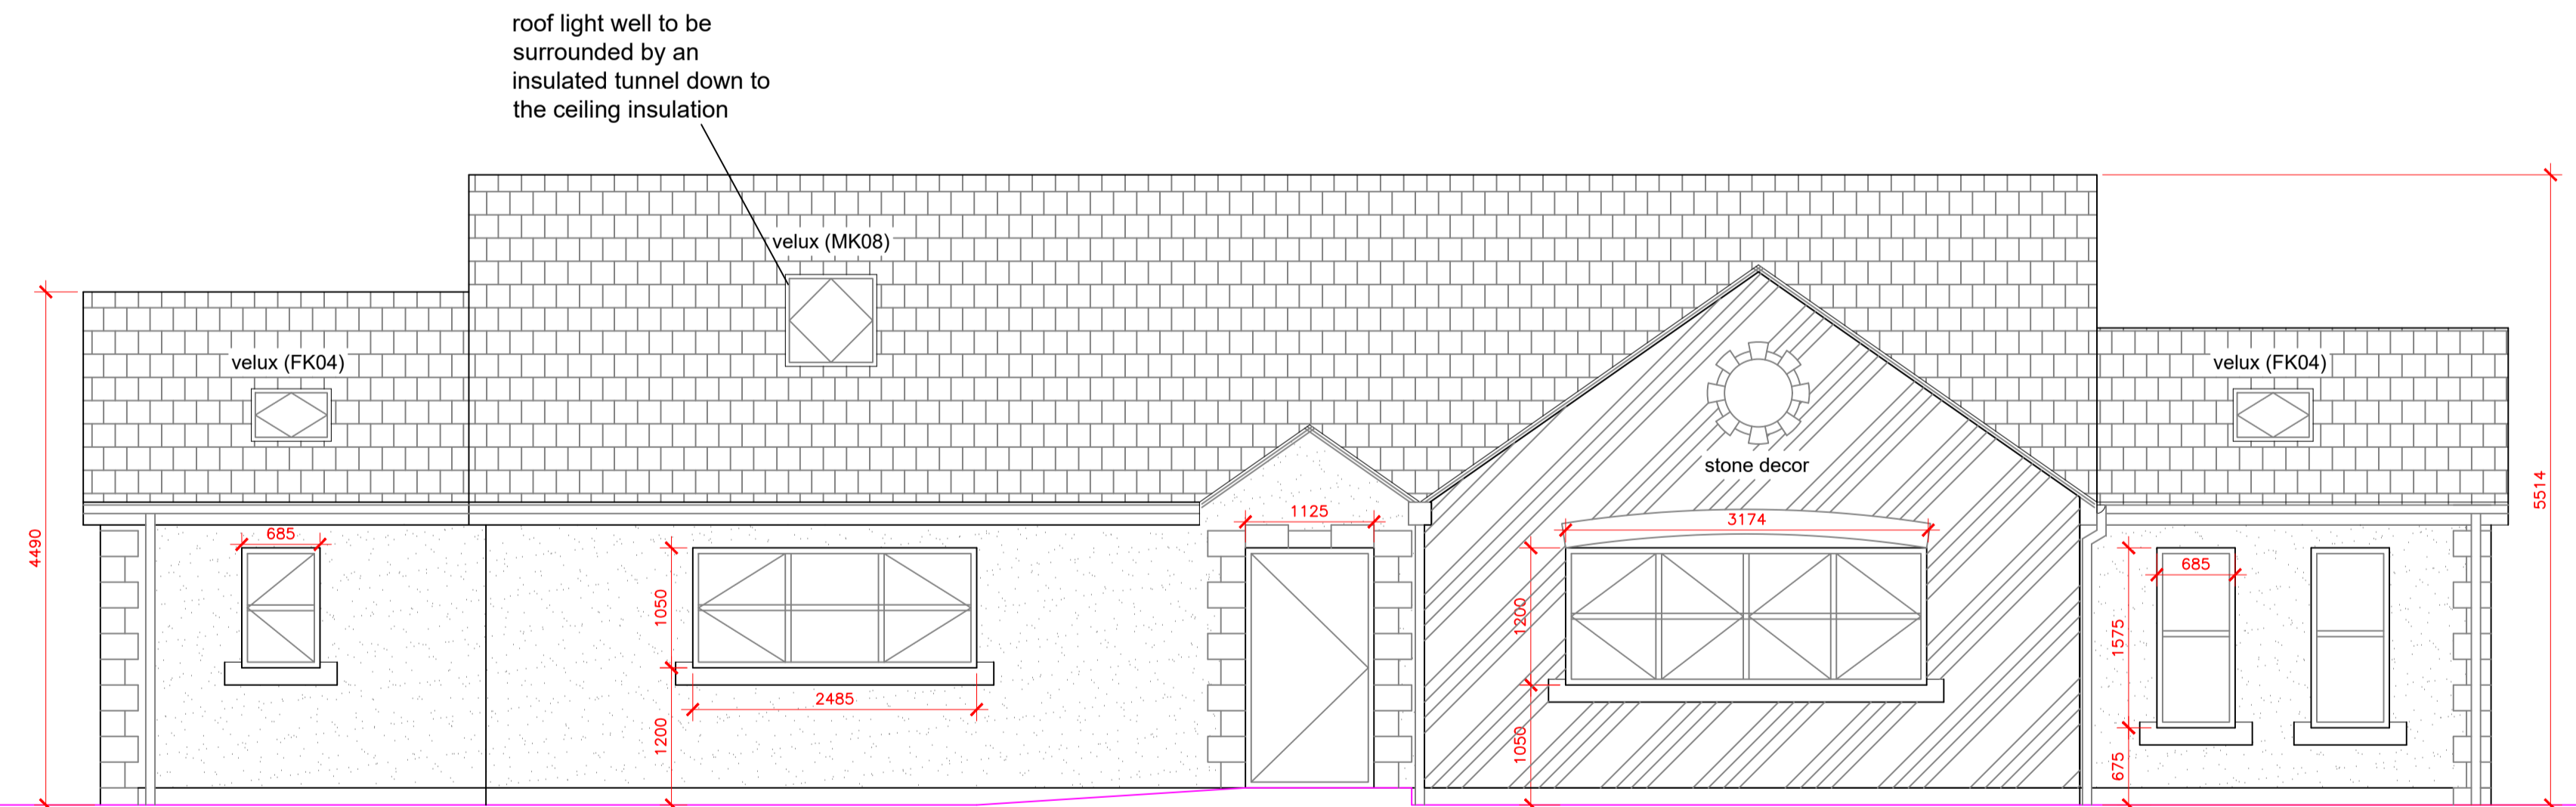 roof light well to be
surrounded by an
insulated tunnel down to
the ceiling insulation
velux (MK08)
velux (FK04)
velux (FK04)
stone decor
4490
685
1050
2485
1200
1125
3174
1200
1050
685
1575
675
5514